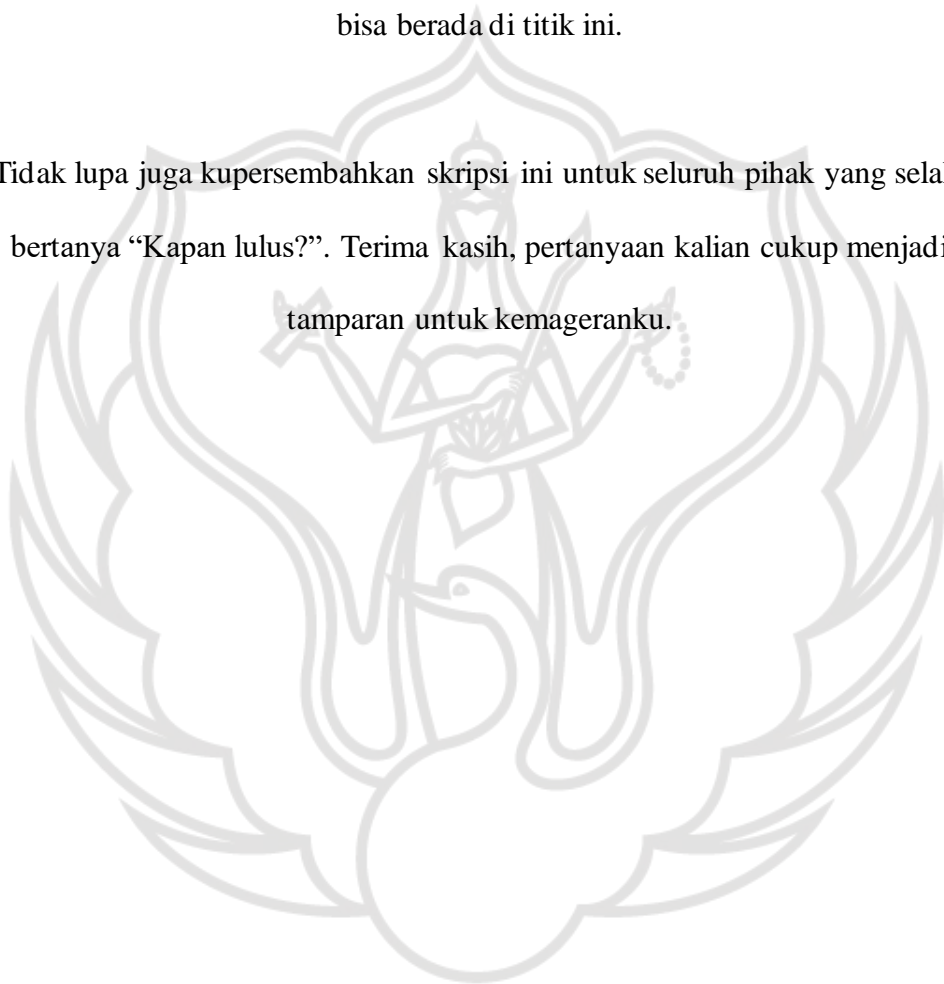 bisa berada di titik ini.
Tidak lupa juga kupersembahkan skripsi ini untuk seluruh pihak yang
bertanya “Kapan lulus?”. Terima kasih, pertanyaan kalian cukup menjadi
tamparan untuk kemageranku.